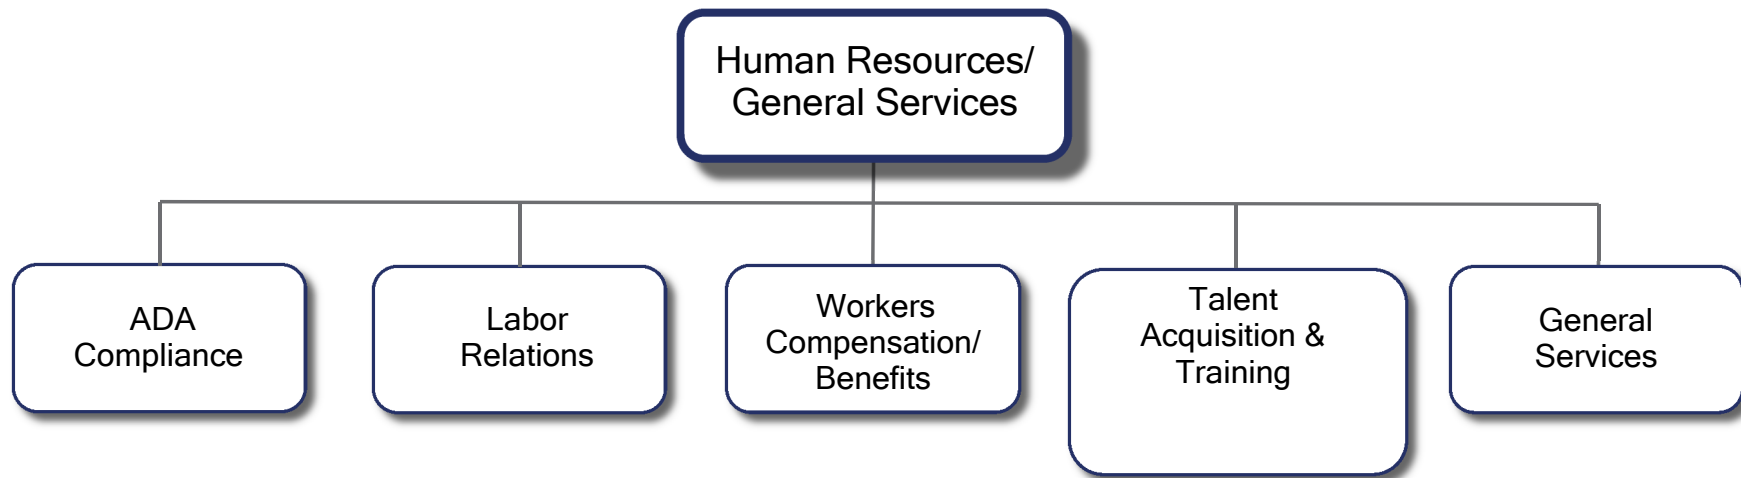 Human Resources/
General Services
ADA
Compliance
Labor
Relations
Workers
Compensation/
Benefits
Talent
Acquisition &
Training
General
Services